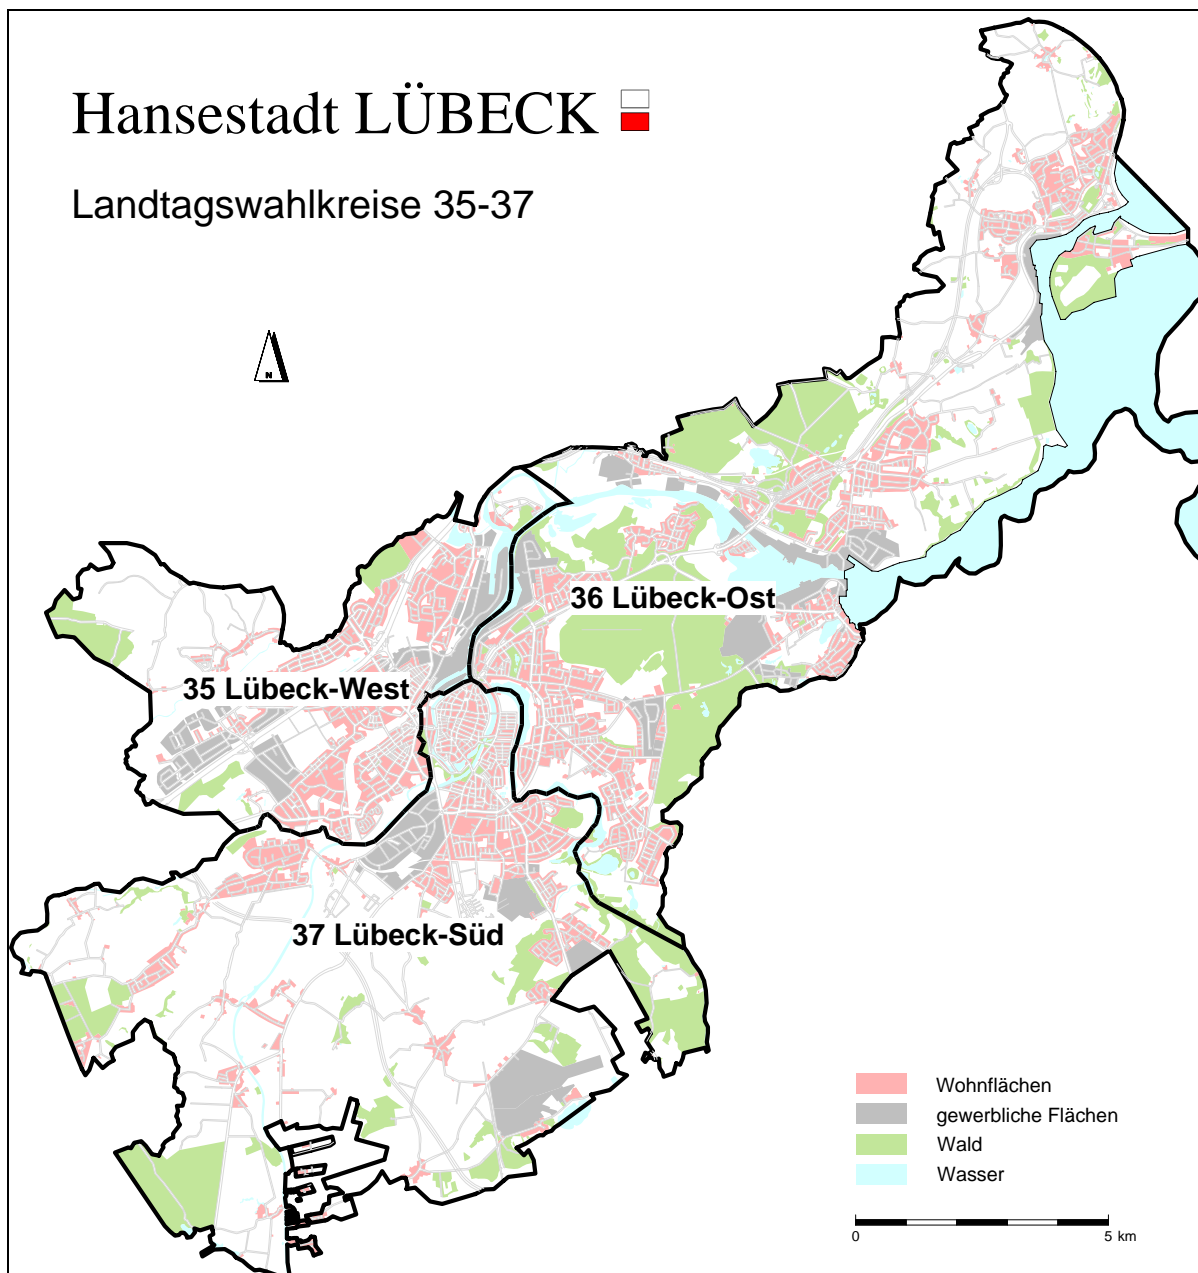 Hansestadt LÜBECK
Landtagswahlkreise 35-37
N
36 Lübeck-Ost
35 Lübeck-West
37 Lübeck-Süd
Wohnflächen
gewerbliche Flächen
Wald
Wasser
0 5 km